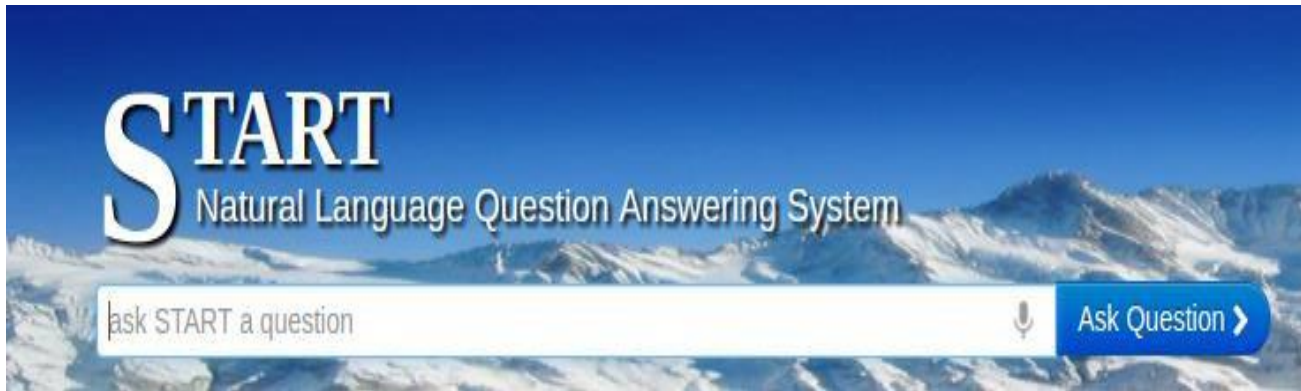 START
Natural Language Question Answering System
ask START a question
Ask Question